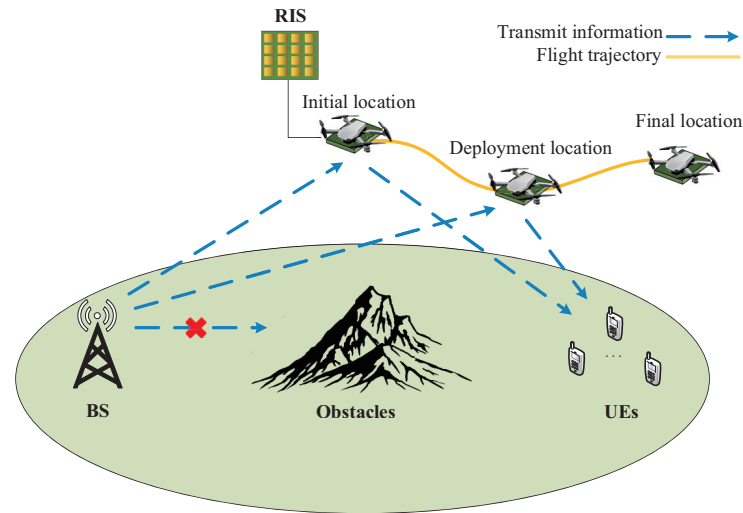 RIS
Transmit information
Flight trajectory
Initial location
Final location
Deployment location
...
BS
Obstacles
UEs